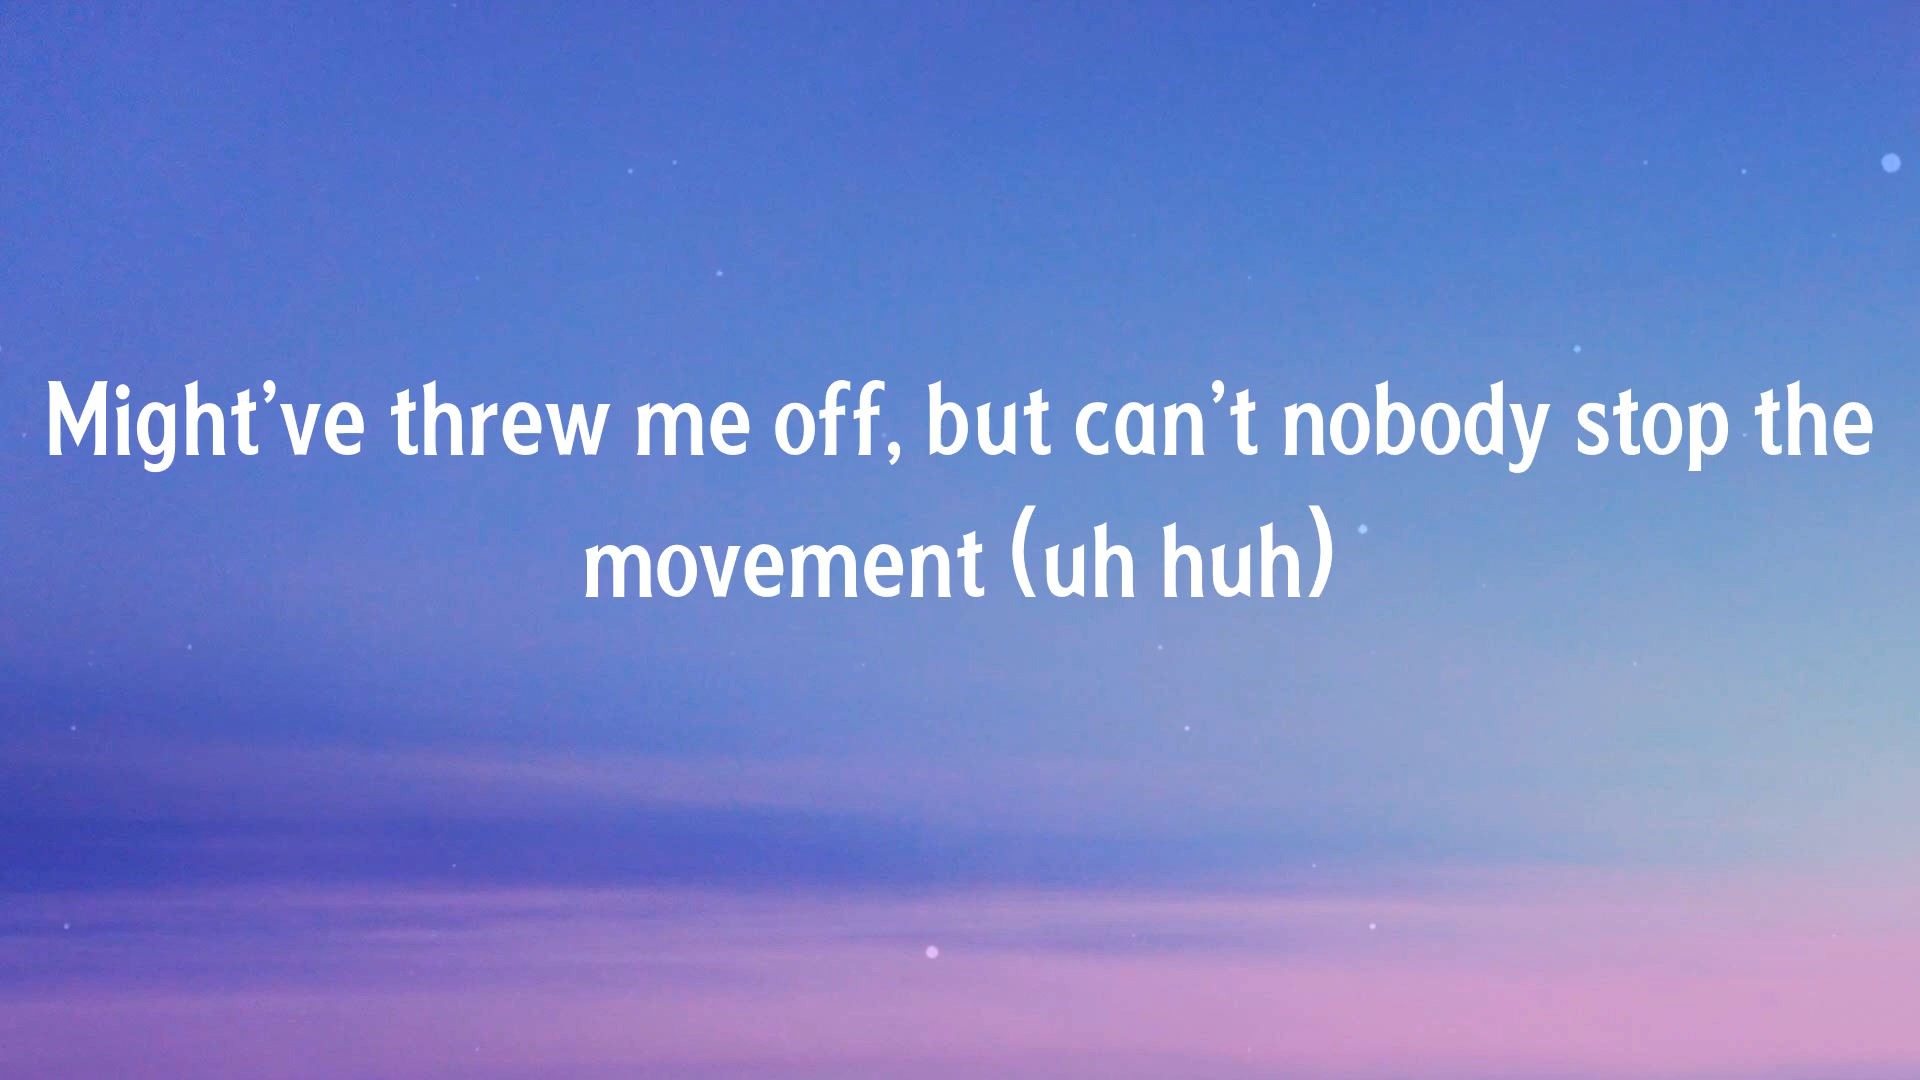 Might’ve threw me off, but can’t nobody stop the
movement (uh huh)